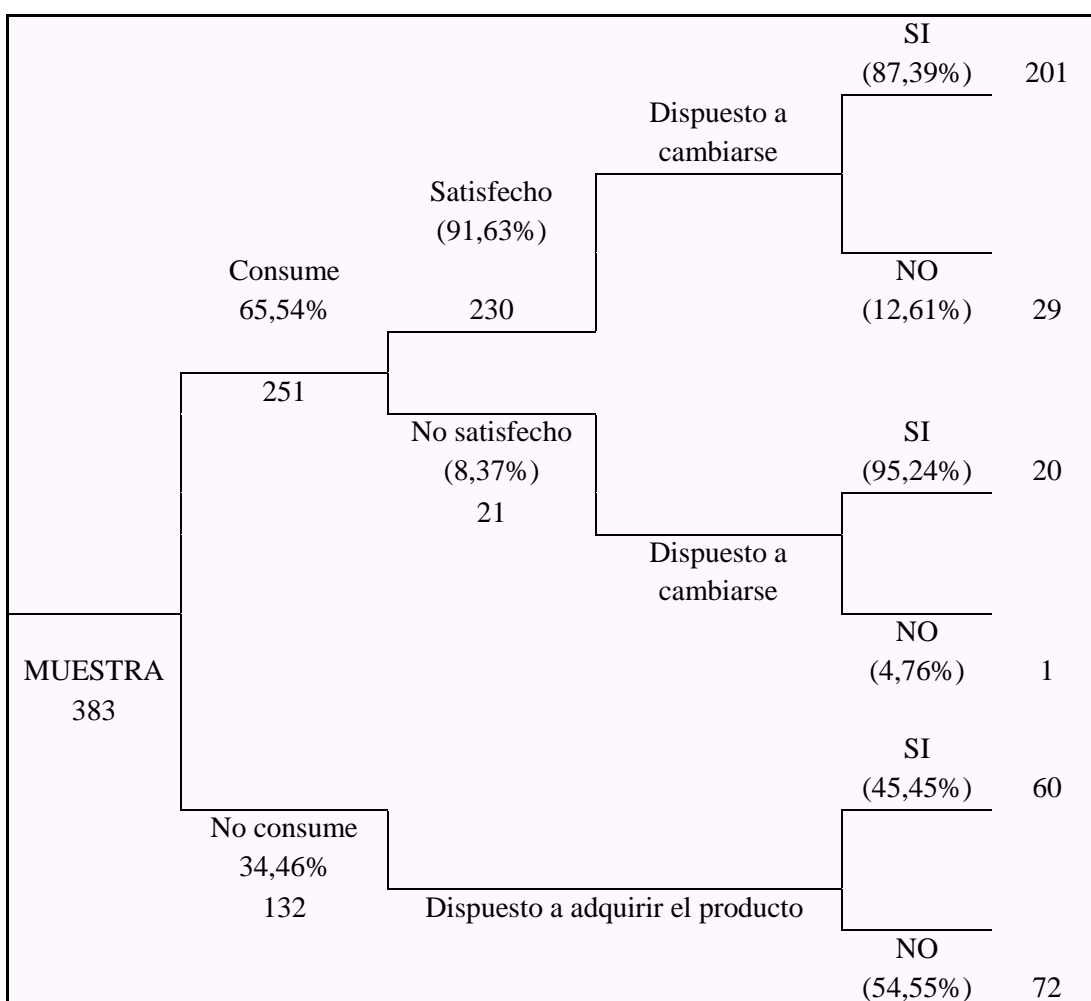 SI
(87,39%) 201
Dispuesto a
cambiarse
Satisfecho
(91,63%)
Consume
65,54%
230
NO
(12,61%) 29
251
No satisfecho
(8,37%)
21
SI
(95,24%) 20
Dispuesto a
cambiarse
NO
(4,76%) 1
MUESTRA
383
SI
(45,45%) 60
No consume
34,46%
132
Dispuesto a adquirir el producto
NO
(54,55%) 72